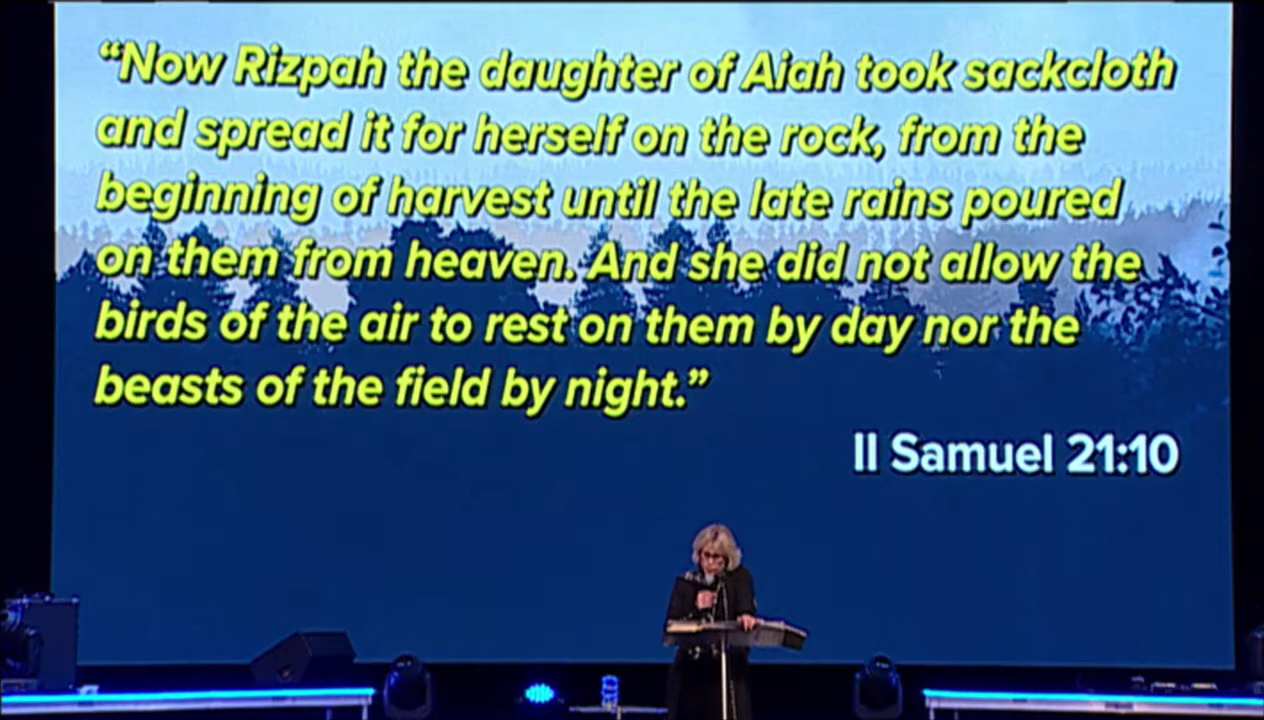 “Now Rizpah the daughter of Aiah took sackcloth
and spread it for herself on the rock, from the
beginning of harvest until the late rains poured
on them from heaven. And she did not allow the
birds of the air to rest on them by day nor the
beasts of the field by night.”
II Samuel 21:10